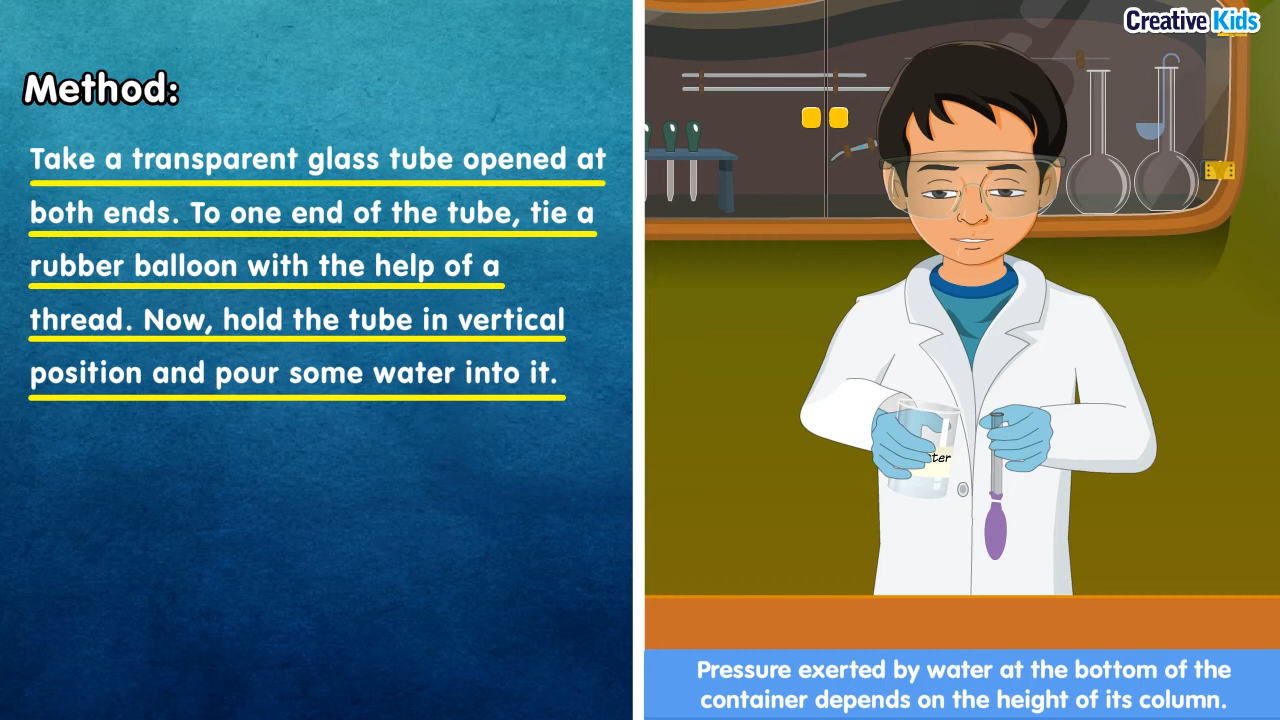 Creative Kids
Method:
Take a transparent glass tube opened at
both ends. To one end of the tube, tie a
rubber balloon with the help of a
thread. Now, hold the tube in vertical
position and pour some water into it.
ter
Pressure exerted by water at the bottom of the
container depends on the height of its column.